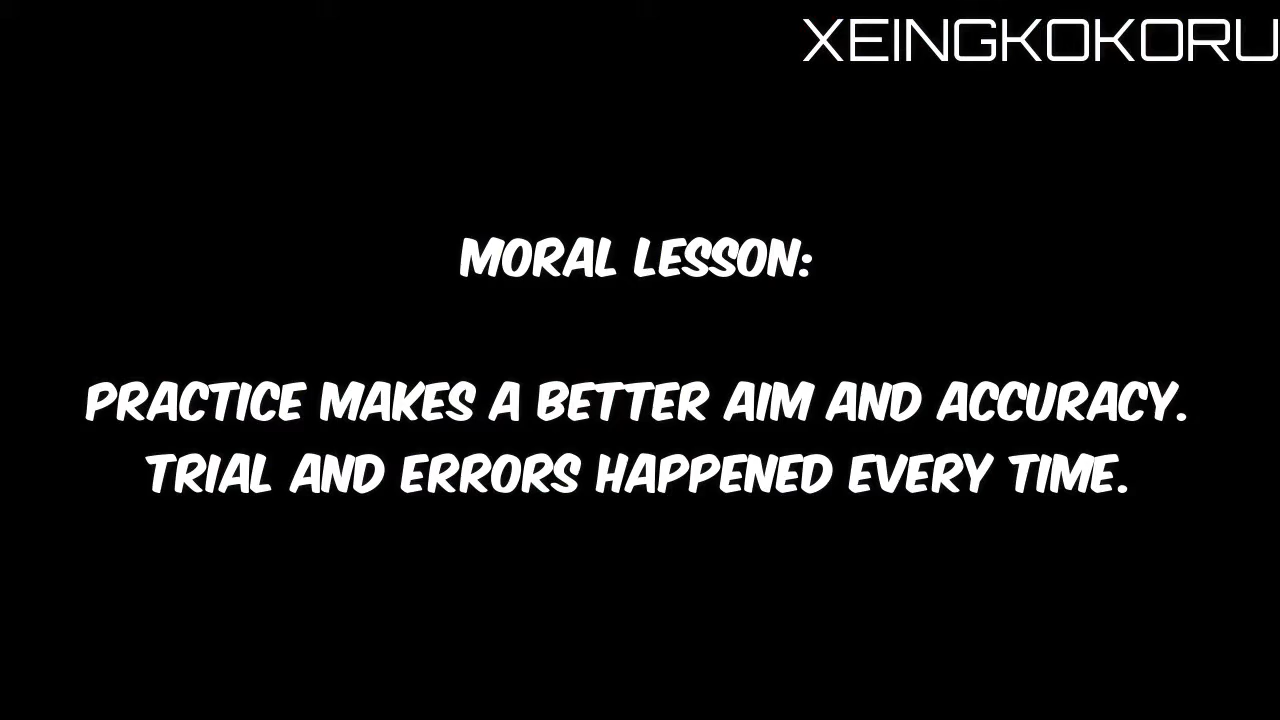 XEINGKOKORU
MORAL LESSON:
PRACTICE MAKES A BETTER AIM AND ACCURACY.
TRIAL AND ERRORS HAPPENED EVERY TIME.